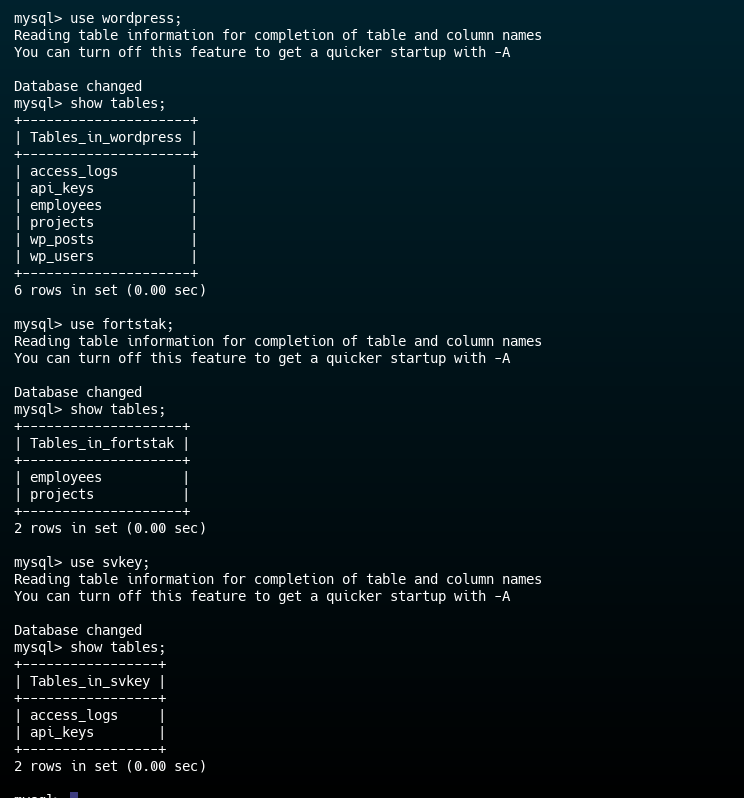 mysql> use wordpress;
Reading table information for completion of table and column names
You can turn off this feature to get a quicker startup with -A

Database changed
mysql> show tables;
+---------------------+
| Tables_in_wordpress |
+---------------------+
| access_logs         |
| api_keys            |
| employees           |
| projects            |
| wp_posts            |
| wp_users            |
+---------------------+
6 rows in set (0.00 sec)

mysql> use fortstak;
Reading table information for completion of table and column names
You can turn off this feature to get a quicker startup with -A

Database changed
mysql> show tables;
+--------------------+
| Tables_in_fortstak |
+--------------------+
| employees          |
| projects           |
+--------------------+
2 rows in set (0.00 sec)

mysql> use svkey;
Reading table information for completion of table and column names
You can turn off this feature to get a quicker startup with -A

Database changed
mysql> show tables;
+-----------------+
| Tables_in_svkey |
+-----------------+
| access_logs     |
| api_keys        |
+-----------------+
2 rows in set (0.00 sec)

mysql>